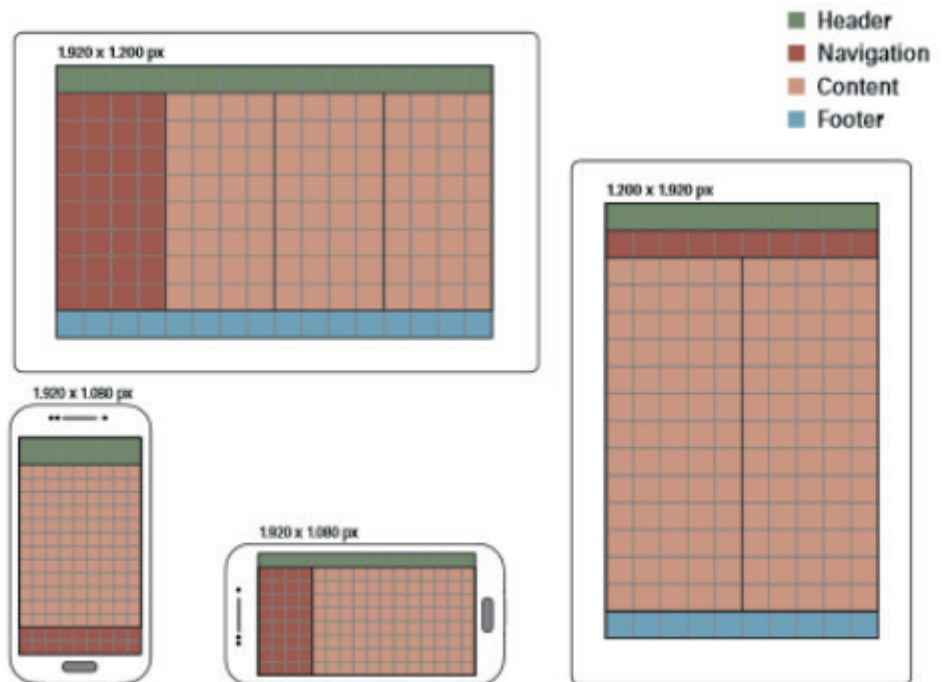 Header
Navigation
Content
Footer
1.920 x 1.200 px
1.200 x 1.920 px
1.920 x 1.080 px
1.920 x 1.080 px